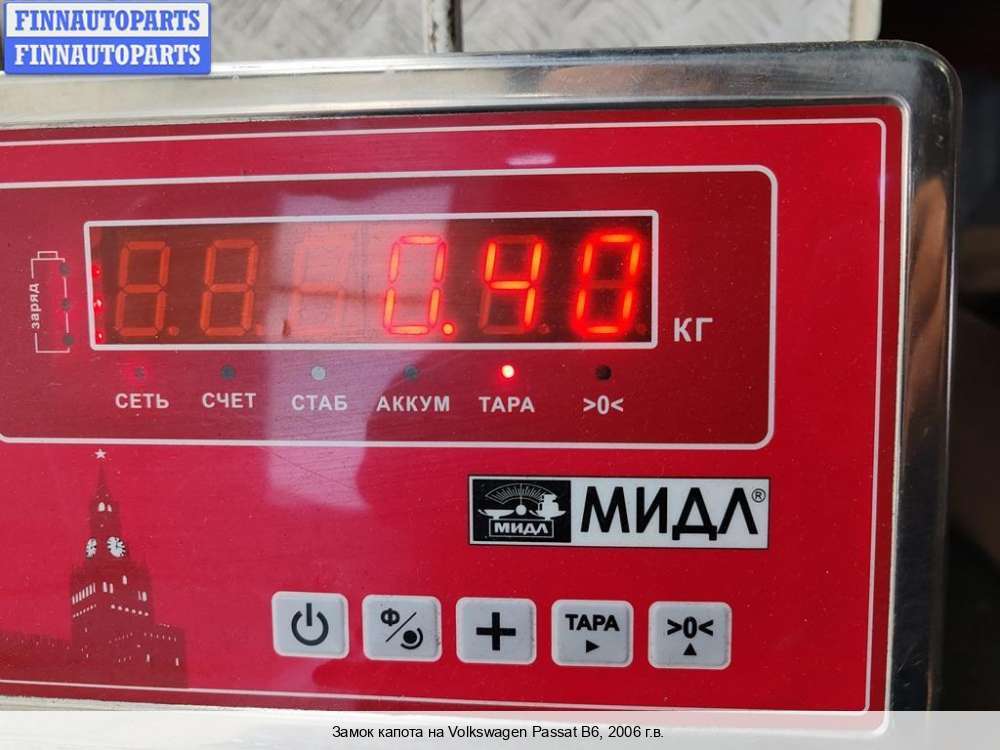 FINNAUTOPARTS
FINNAUTOPARTS
заряд
0.40
КГ
СЕТЬ СЧЕТ СТАБ АККУМ ТАРА >0<
МИДЛ МИДЛ®
Ф ТАРА >0<
Замок капота на Volkswagen Passat B6, 2006 г.в.